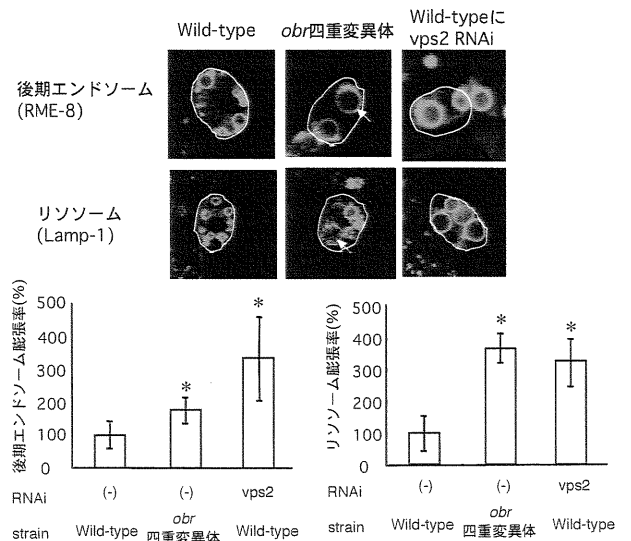 Wild-type
obr四重変異体
Wild-typeに
vps2 RNAi
後期エンドソーム
(RME-8)
リソソーム
(Lamp-1)
後期エンドソーム膨張率(%)
500
400
300
200
100
0
*
*
RNAi
(-)
(-)
vps2
strain
Wild-type
obr
四重変異体
Wild-type
リソソーム膨張率(%)
500
400
300
200
100
0
*
*
(-)
(-)
vps2
Wild-type
obr
四重変異体
Wild-type